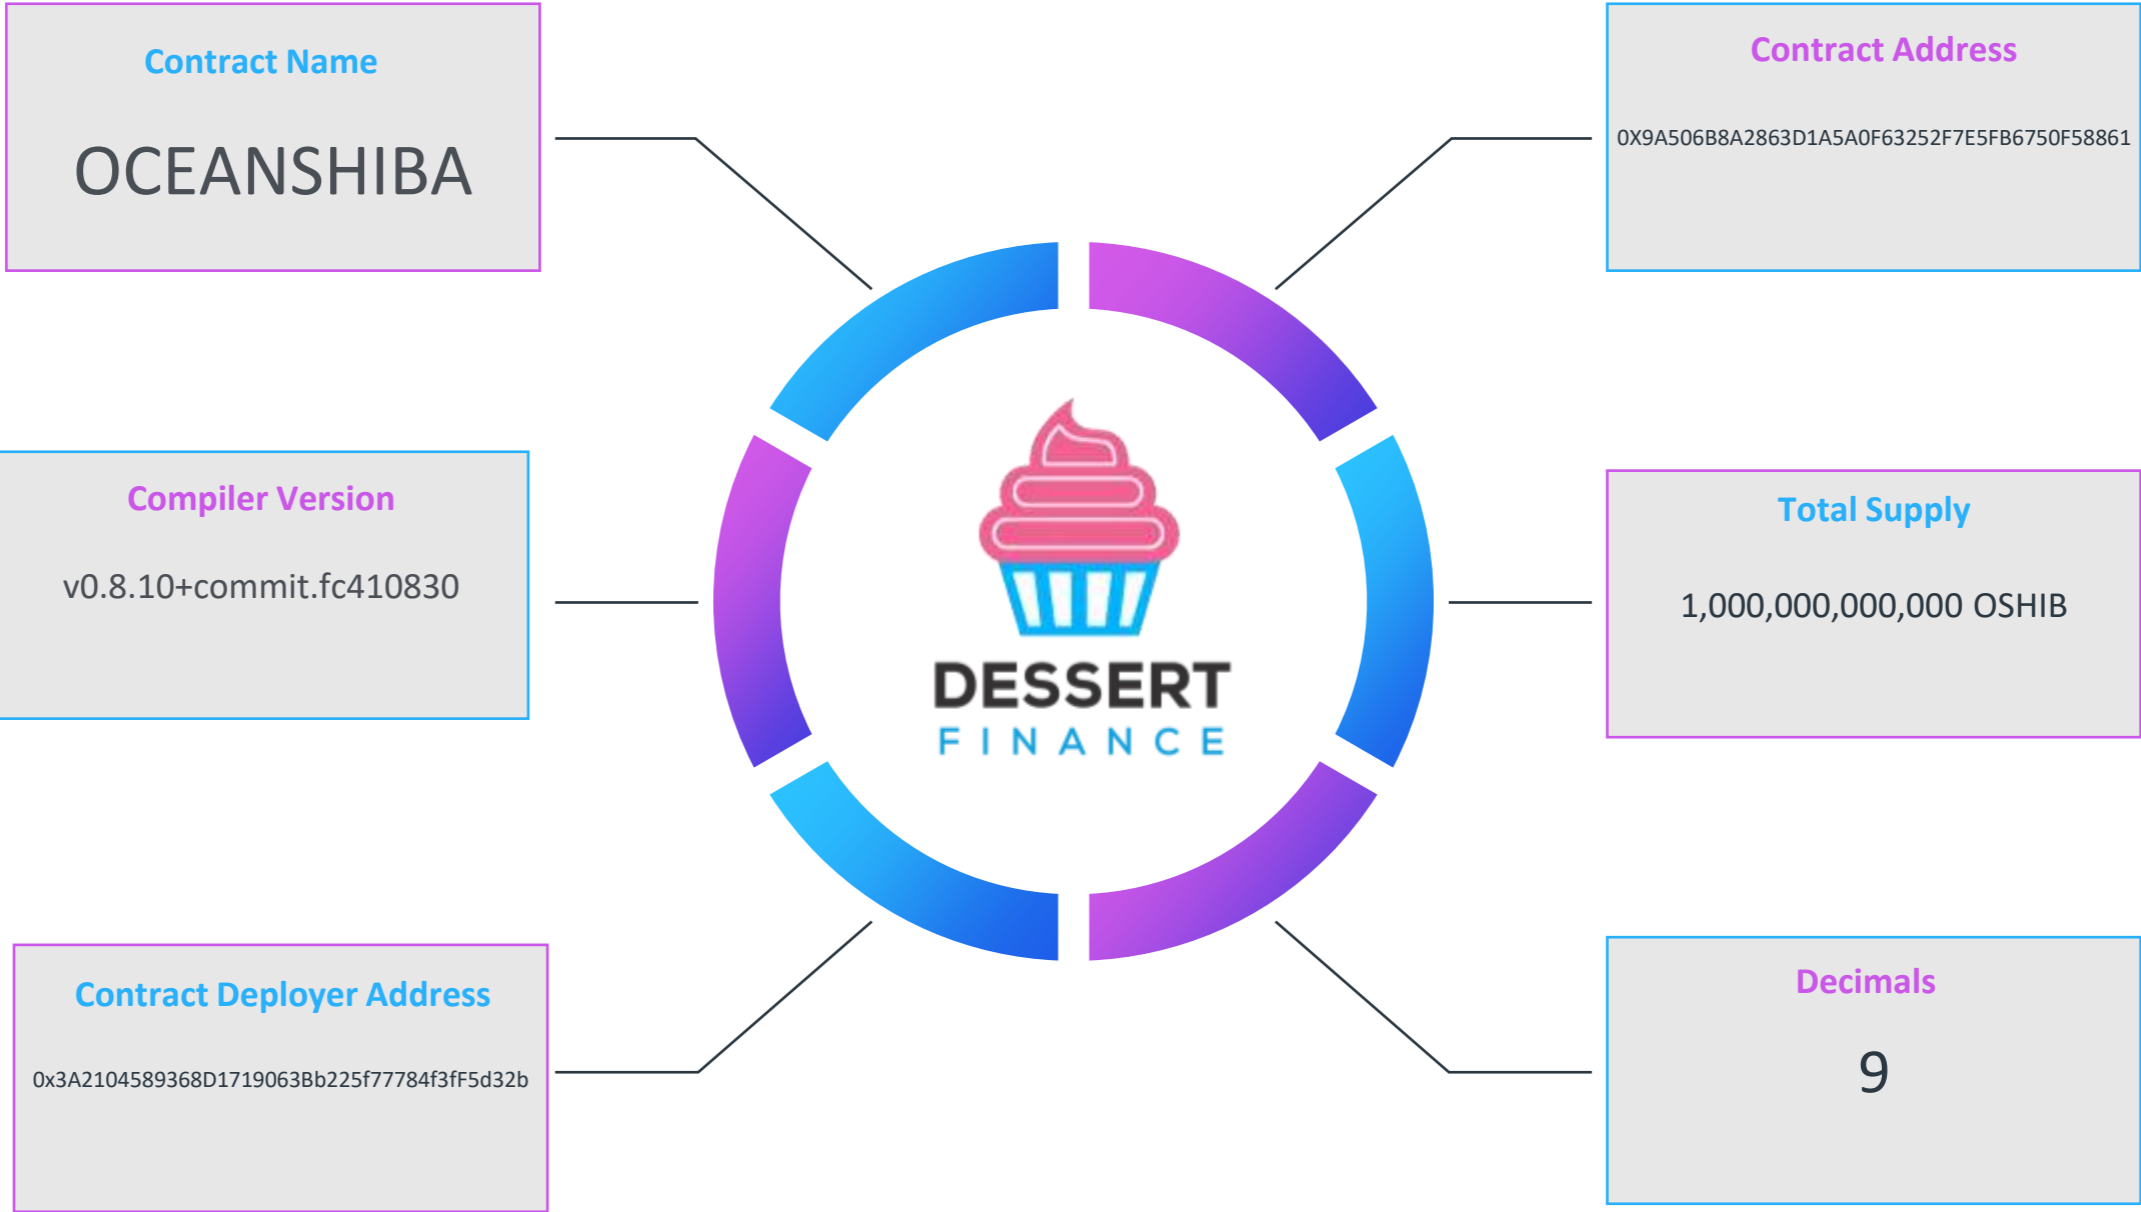 Contract Name
OCEANSHIBA
Contract Address
0X9A506B8A2863D1A5A0F63252F7E5FB6750F58861
Compiler Version
v0.8.10+commit.fc410830
Total Supply
1,000,000,000,000 OSHIB
DESSERT
FINANCE
Contract Deployer Address
0x3A2104589368D1719063Bb225f77784f3fF5d32b
Decimals
9